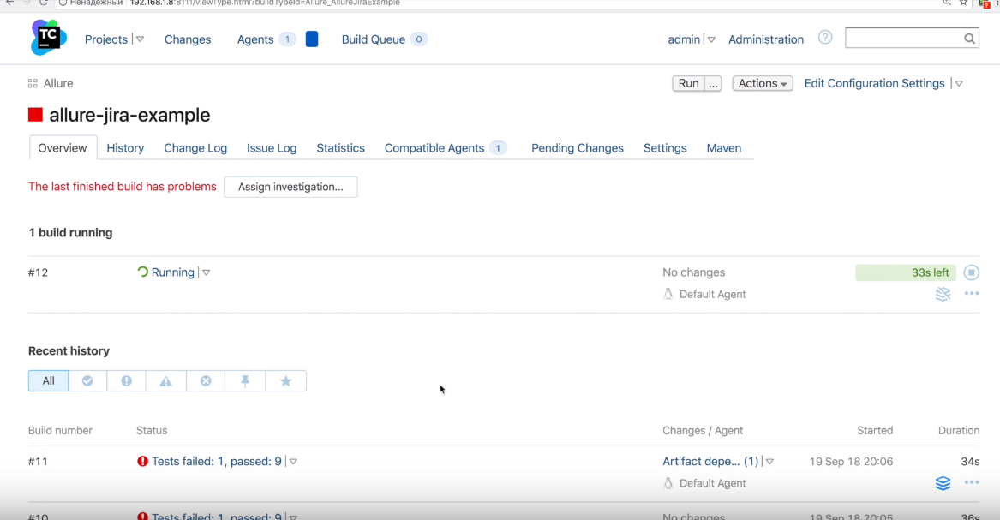 Ненадежный 192.168.1.8:8111/viewType.html?buildTypeId=Allure_AllureJiraExample
TC
Projects Changes Agents 1 Build Queue 0 admin Administration ?
Allure Run ... Actions Edit Configuration Settings
allure-jira-example
Overview History Change Log Issue Log Statistics Compatible Agents 1 Pending Changes Settings Maven
The last finished build has problems Assign investigation...
1 build running
#12 Running No changes 33s left
Default Agent
Recent history
All
Build number Status Changes / Agent Started Duration
#11 Tests failed: 1, passed: 9 Artifact depe... (1) 19 Sep 18 20:06 34s
Default Agent
#10 Tests failed: 1, passed: 9 No changes 19 Sep 18 20:05 36s